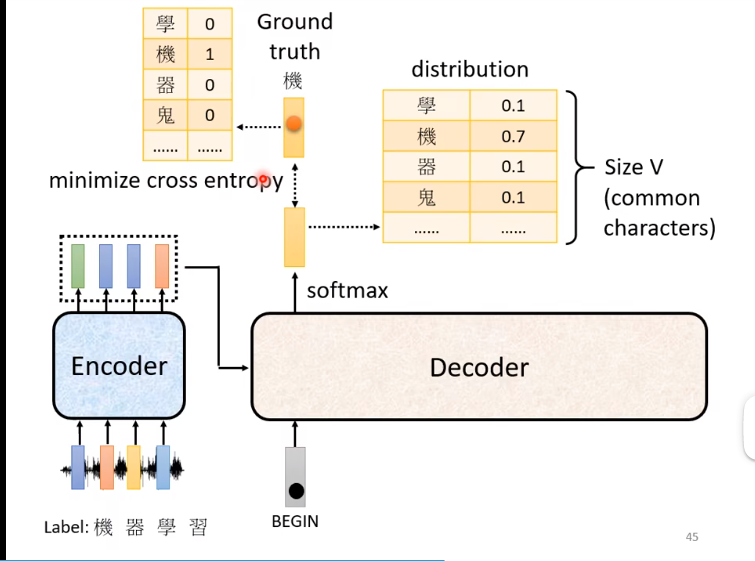 學 0
機 1
器 0
鬼 0
...... ......
Ground
truth
機
distribution
學 0.1
機 0.7
器 0.1
鬼 0.1
...... ......
Size V
(common
characters)
minimize cross entropy
softmax
Encoder
Decoder
BEGIN
Label: 機 器 學 習
45